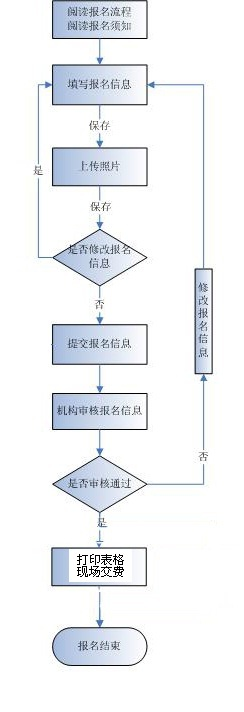 阅读报名流程
阅读报名须知
填写报名信息
保存
上传照片
是
保存
是否修改报名
信息
否
提交报名信息
修改报名信息
机构审核报名信息
否
是否审核通过
是
打印表格
现场交费
报名结束